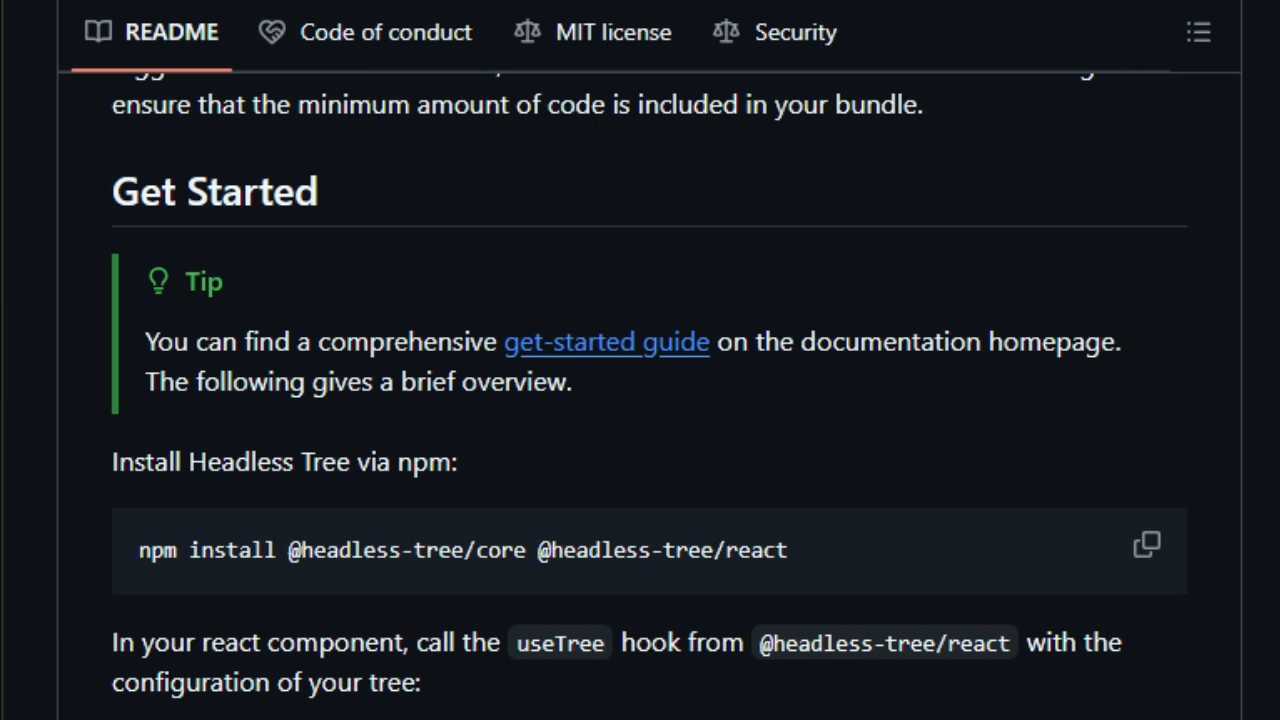 README Code of conduct MIT license Security
ensure that the minimum amount of code is included in your bundle.
Get Started
Tip
You can find a comprehensive get-started guide on the documentation homepage.
The following gives a brief overview.
Install Headless Tree via npm:
npm install @headless-tree/core @headless-tree/react
In your react component, call the useTree hook from @headless-tree/react with the
configuration of your tree: